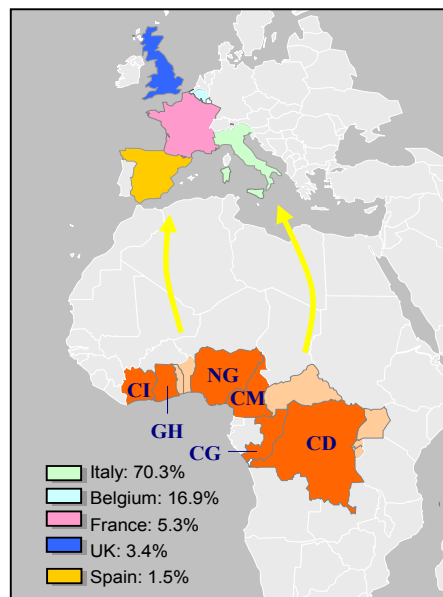 CI
NG
CM
GH
CG
CD
Italy: 70.3%
Belgium: 16.9%
France: 5.3%
UK: 3.4%
Spain: 1.5%